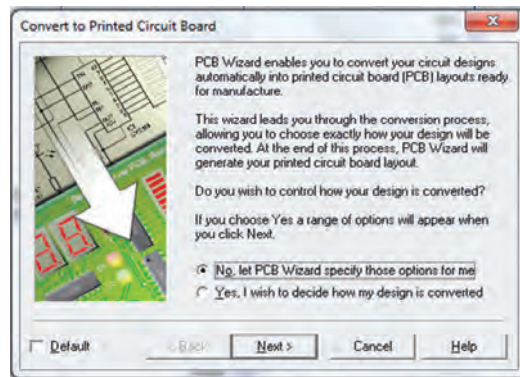 Convert to Printed Circuit Board
PCB Wizard enables you to convert your circuit designs
automatically into printed circuit board (PCB) layouts ready
for manufacture.
This wizard leads you through the conversion process,
allowing you to choose exactly how your design will be
converted. At the end of this process, PCB Wizard will
generate your printed circuit board layout.
Do you wish to control how your design is converted?
If you choose Yes a range of options will appear when
you click Next.
No, let PCB Wizard specify those options for me
Yes, I wish to decide how my design is converted
Default
< Back
Next >
Cancel
Help